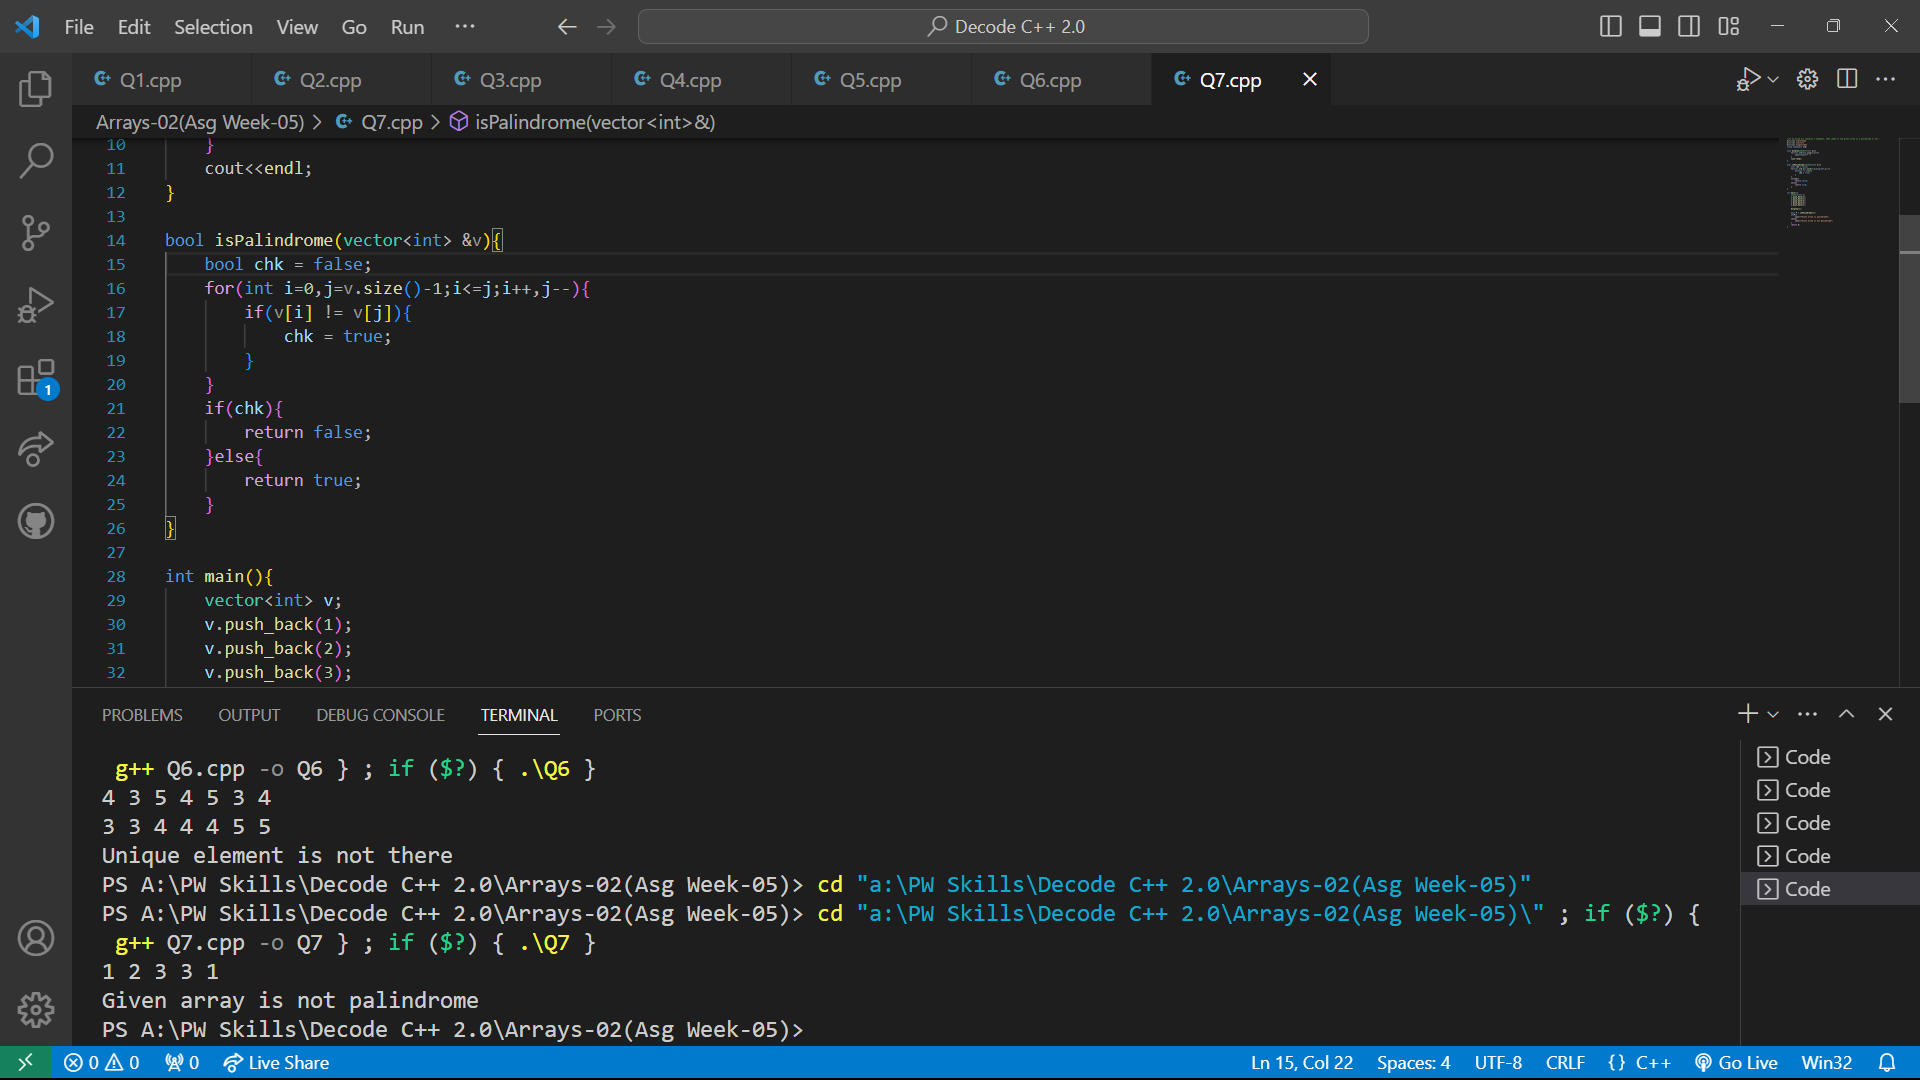 File Edit Selection View Go Run ··· Decode C++ 2.0
Q1.cpp Q2.cpp Q3.cpp Q4.cpp Q5.cpp Q6.cpp Q7.cpp
Arrays-02(Asg Week-05) > Q7.cpp > isPalindrome(vector<int>&)
10 }
11 cout<<endl;
12 }
13
14 bool isPalindrome(vector<int> &v){
15 bool chk = false;
16 for(int i=0,j=v.size()-1;i<=j;i++,j--){
17 if(v[i] != v[j]){
18 chk = true;
19 }
20 }
21 if(chk){
22 return false;
23 }else{
24 return true;
25 }
26 }
27
28 int main(){
29 vector<int> v;
30 v.push_back(1);
31 v.push_back(2);
32 v.push_back(3);
PROBLEMS OUTPUT DEBUG CONSOLE TERMINAL PORTS
g++ Q6.cpp -o Q6 } ; if ($?) { .\Q6 }
4 3 5 4 5 3 4
3 3 4 4 4 5 5
Unique element is not there
PS A:\PW Skills\Decode C++ 2.0\Arrays-02(Asg Week-05)> cd "a:\PW Skills\Decode C++ 2.0\Arrays-02(Asg Week-05)"
PS A:\PW Skills\Decode C++ 2.0\Arrays-02(Asg Week-05)> cd "a:\PW Skills\Decode C++ 2.0\Arrays-02(Asg Week-05)\" ; if ($?) {
g++ Q7.cpp -o Q7 } ; if ($?) { .\Q7 }
1 2 3 3 1
Given array is not palindrome
PS A:\PW Skills\Decode C++ 2.0\Arrays-02(Asg Week-05)>
Code
Code
Code
Code
Code
1
0 0 0 Live Share Ln 15, Col 22 Spaces: 4 UTF-8 CRLF {} C++ Go Live Win32